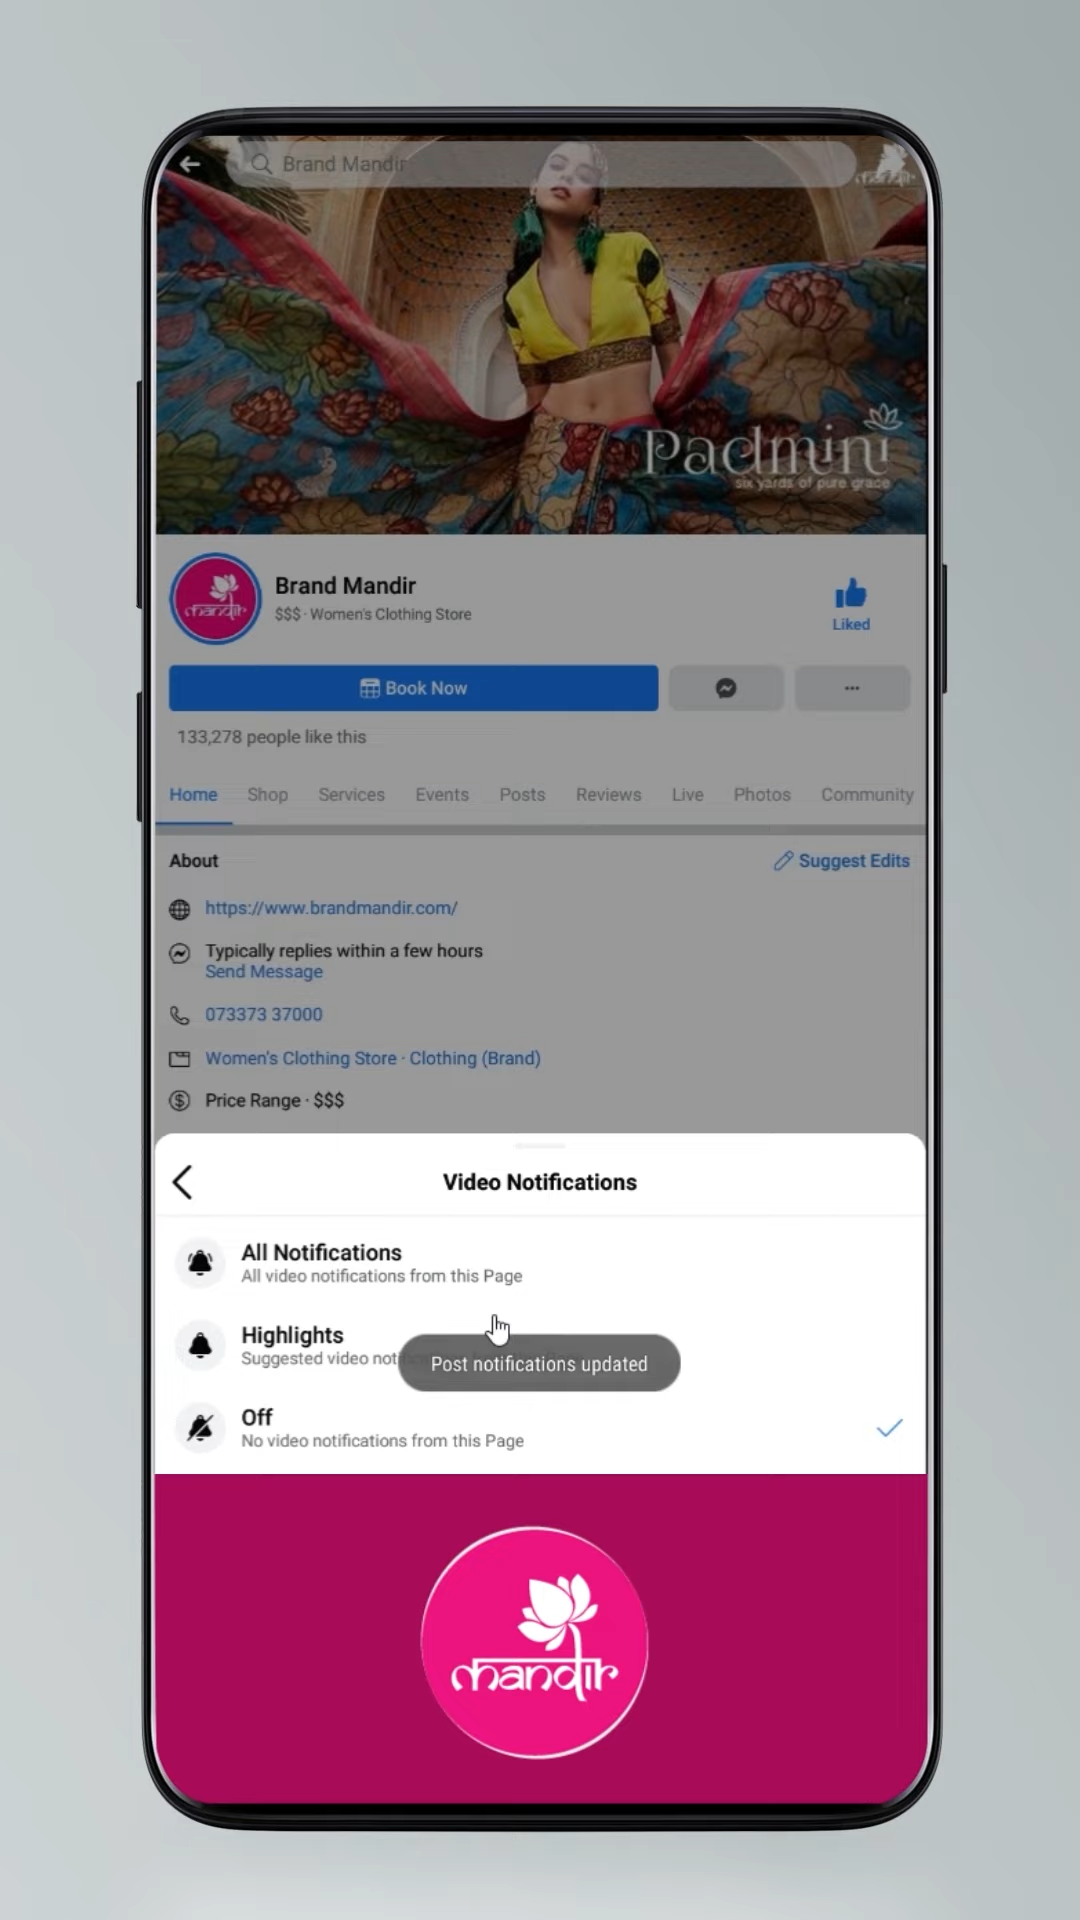 Brand Mandir
mandir
Padmini
six yards of pure grace
mandir
Brand Mandir
$$$ · Women's Clothing Store
Liked
Book Now
133,278 people like this
Home Shop Services Events Posts Reviews Live Photos Community
About
Suggest Edits
https://www.brandmandir.com/
Typically replies within a few hours
Send Message
073373 37000
Women's Clothing Store · Clothing (Brand)
Price Range · $$$
Video Notifications
All Notifications
All video notifications from this Page
Highlights
Suggested video
Post notifications updated
Off
No video notifications from this Page
mandir